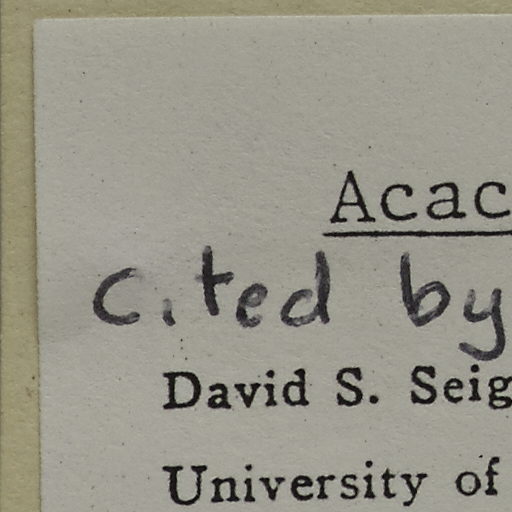 Acac
cited by
David S. Seig
University of